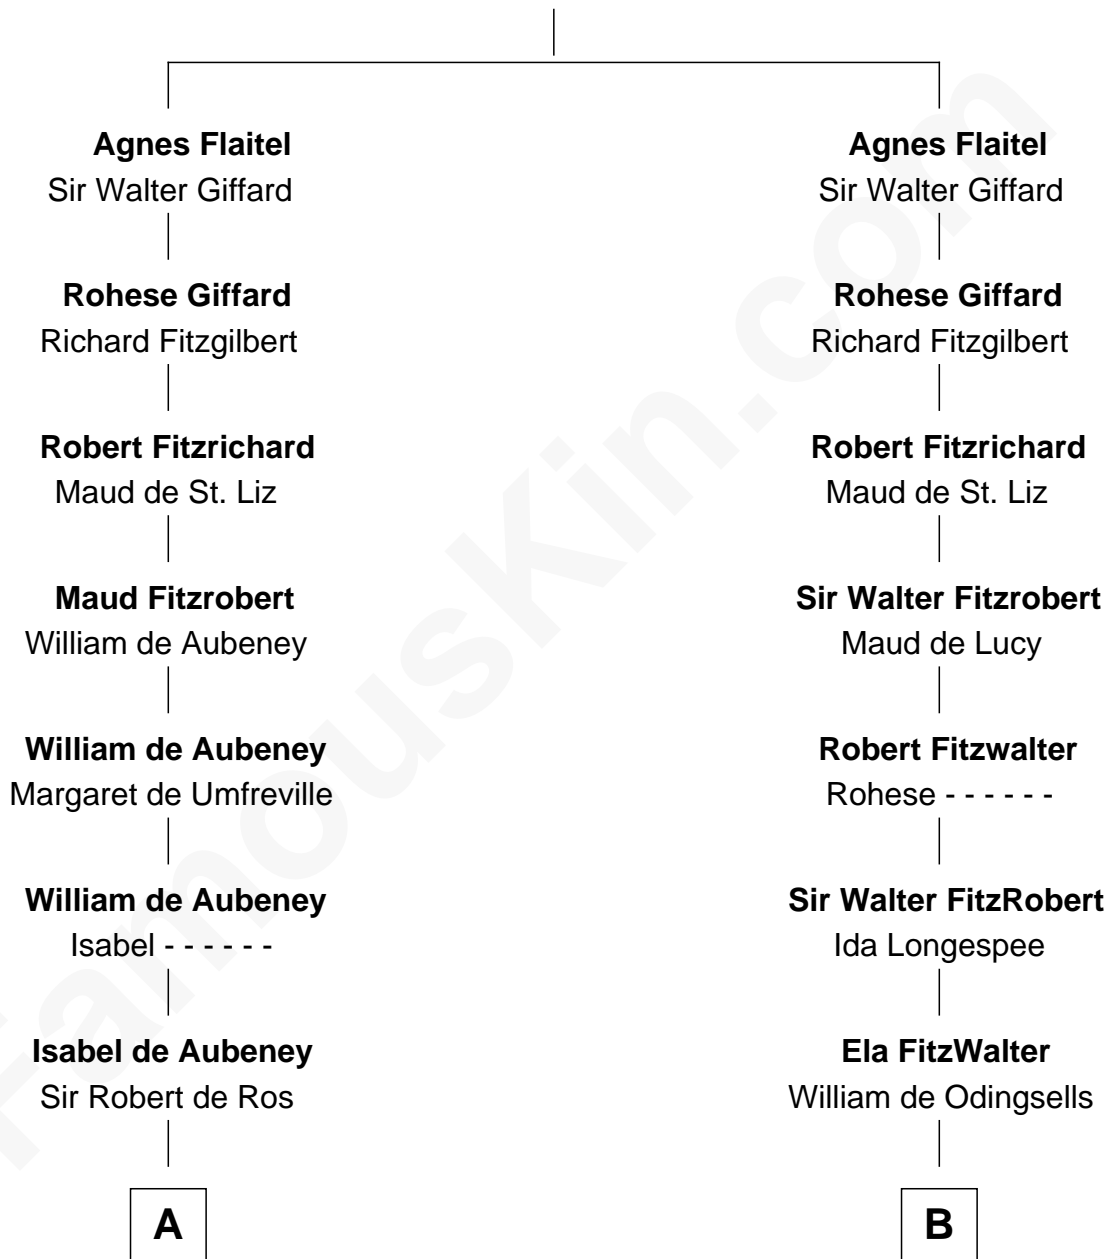 Agnes Flaitel
Sir Walter Giffard
Rohese Giffard
Richard Fitzgilbert
Robert Fitzrichard
Maud de St. Liz
Maud Fitzrobert
William de Aubeney
William de Aubeney
Margaret de Umfreville
William de Aubeney
Isabel - - - - - -
Isabel de Aubeney
Sir Robert de Ros
A
Agnes Flaitel
Sir Walter Giffard
Rohese Giffard
Richard Fitzgilbert
Robert Fitzrichard
Maud de St. Liz
Sir Walter Fitzrobert
Maud de Lucy
Robert Fitzwalter
Rohese - - - - - -
Sir Walter FitzRobert
Ida Longespee
Ela FitzWalter
William de Odingsells
B
FamousKin.com